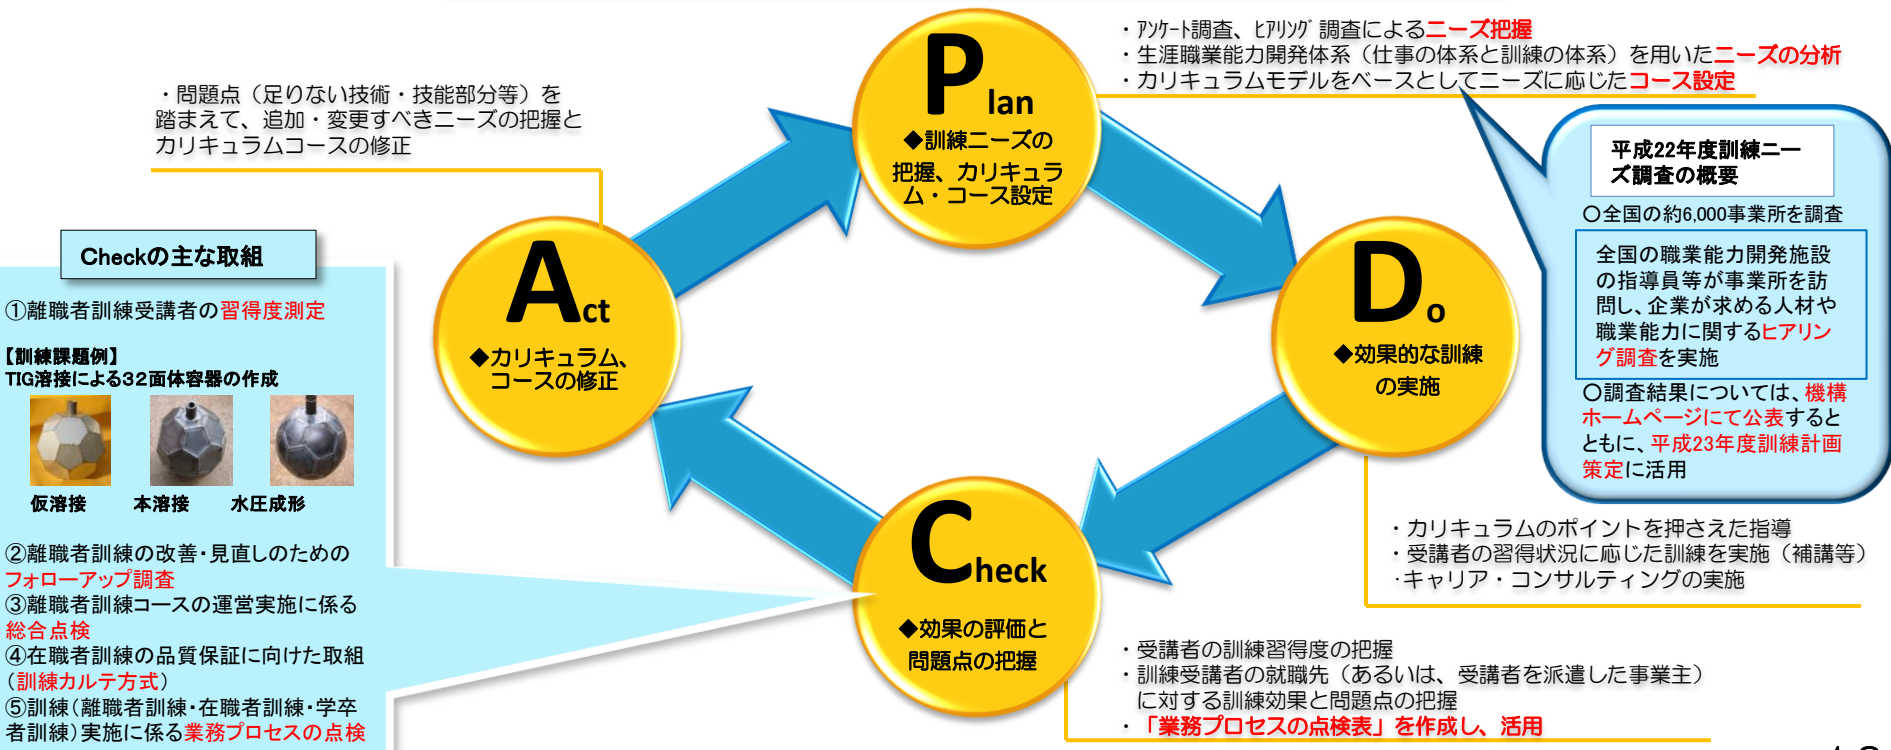 ・ｱﾝｹｰﾄ調査、ﾋｱﾘﾝｸﾞ調査によるニーズ把握
・生涯職業能力開発体系（仕事の体系と訓練の体系）を用いたニーズの分析
・カリキュラムモデルをベースとしてニーズに応じたコース設定
Plan
◆訓練ニーズの
把握、カリキュラ
ム・コース設定
・問題点（足りない技術・技能部分等）を
踏まえて、追加・変更すべきニーズの把握と
カリキュラムコースの修正
平成22年度訓練ニー
ズ調査の概要
〇全国の約6,000事業所を調査
全国の職業能力開発施設
の指導員等が事業所を訪
問し、企業が求める人材や
職業能力に関するヒアリン
グ調査を実施
〇調査結果については、機構
ホームページにて公表すると
ともに、平成23年度訓練計画
策定に活用
Act
◆カリキュラム、
コースの修正
Do
◆効果的な訓練
の実施
・カリキュラムのポイントを押さえた指導
・受講者の習得状況に応じた訓練を実施（補講等）
・キャリア・コンサルティングの実施
Check
◆効果の評価と
問題点の把握
・受講者の訓練習得度の把握
・訓練受講者の就職先（あるいは、受講者を派遣した事業主）
に対する訓練効果と問題点の把握
・「業務プロセスの点検表」を作成し、活用
Checkの主な取組
①離職者訓練受講者の習得度測定
【訓練課題例】
TIG溶接による３２面体容器の作成
仮溶接 本溶接 水圧成形
②離職者訓練の改善・見直しのための
フォローアップ調査
③離職者訓練コースの運営実施に係る
総合点検
④在職者訓練の品質保証に向けた取組
（訓練カルテ方式）
⑤訓練（離職者訓練・在職者訓練・学卒
者訓練）実施に係る業務プロセスの点検